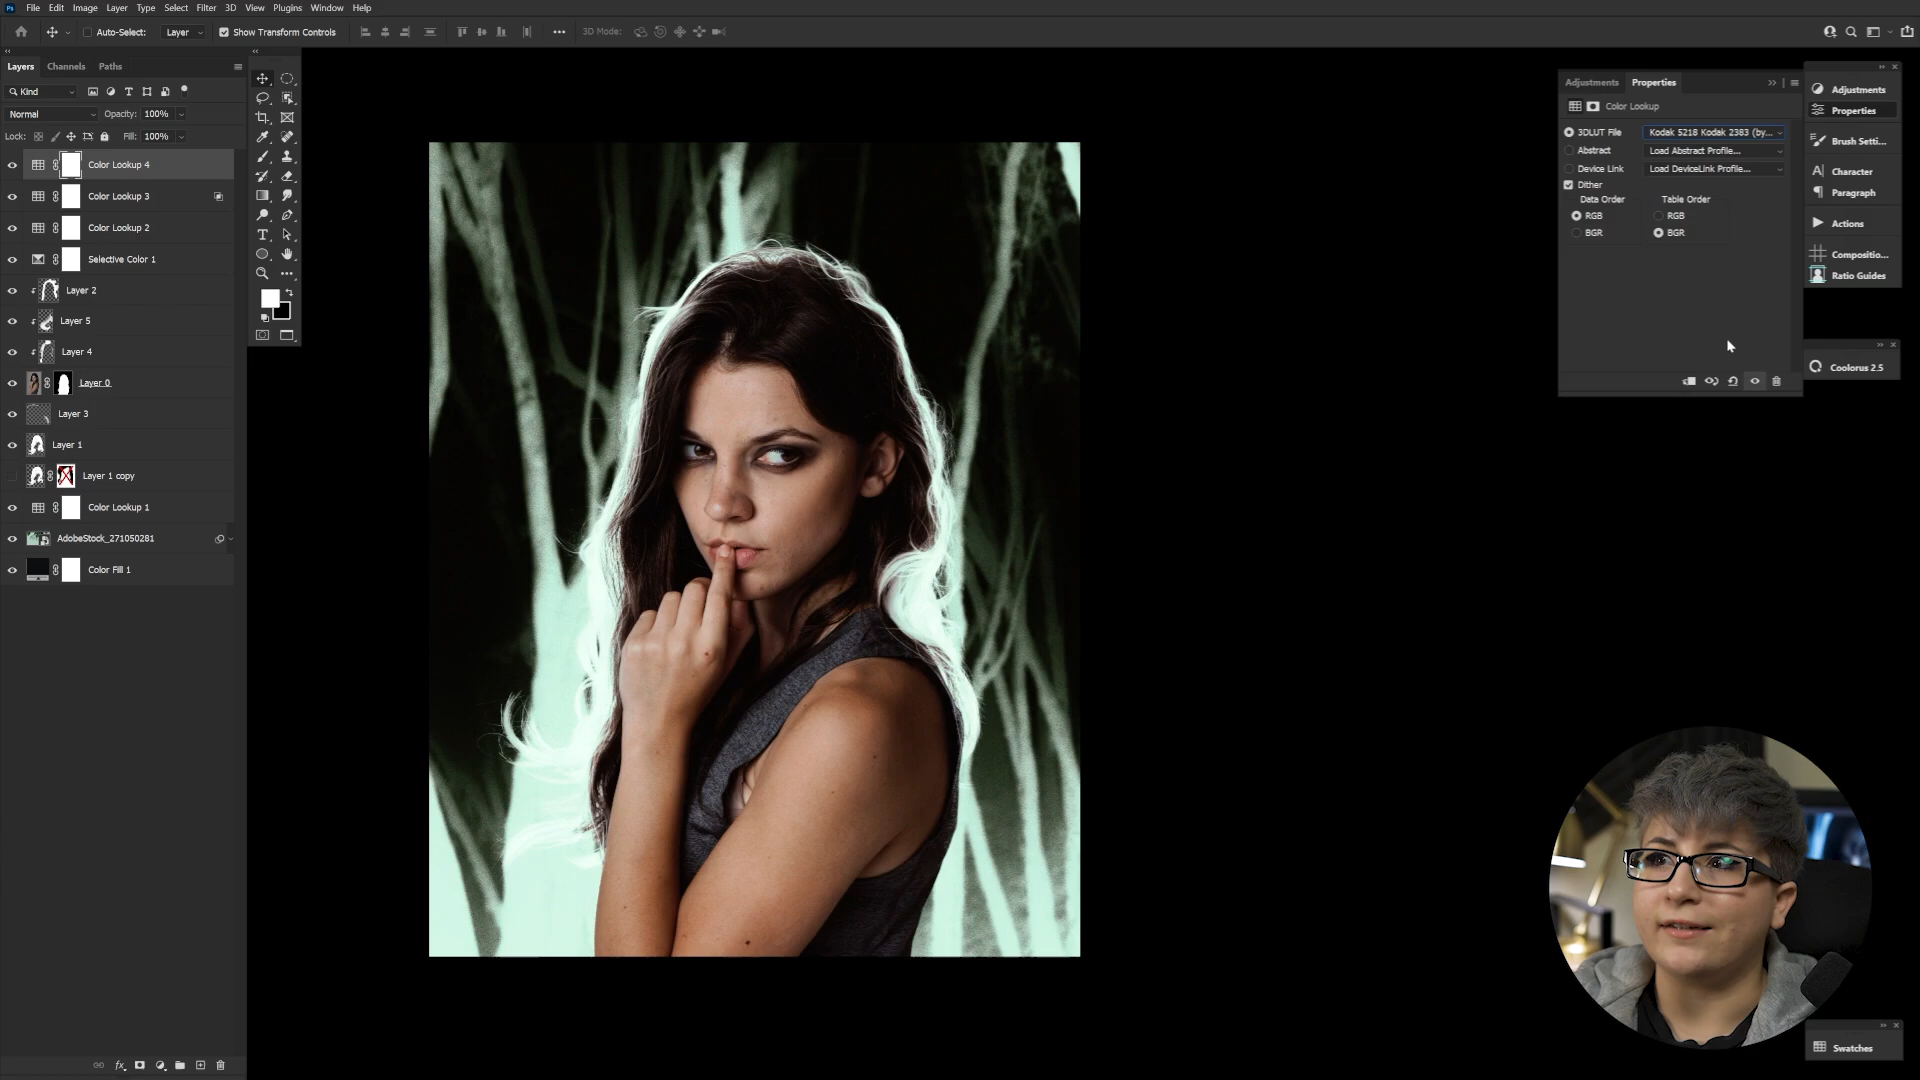 Ps File Edit Image Layer Type Select Filter 3D View Plugins Window Help
Auto-Select: Layer Show Transform Controls 3D Mode:
Layers Channels Paths
Kind
Normal Opacity: 100%
Lock: Fill: 100%
Color Lookup 4
Color Lookup 3
Color Lookup 2
Selective Color 1
Layer 2
Layer 5
Layer 4
Layer 0
Layer 3
Layer 1
Layer 1 copy
Color Lookup 1
AdobeStock_271050281
Color Fill 1
fx
Adjustments Properties
Color Lookup
3DLUT File Kodak 5218 Kodak 2383 (by...
Abstract Load Abstract Profile...
Device Link Load DeviceLink Profile...
Dither
Data Order Table Order
RGB RGB
BGR BGR
Adjustments
Properties
Brush Setti...
Character
Paragraph
Actions
Compositio...
Ratio Guides
Coolorus 2.5
Swatches